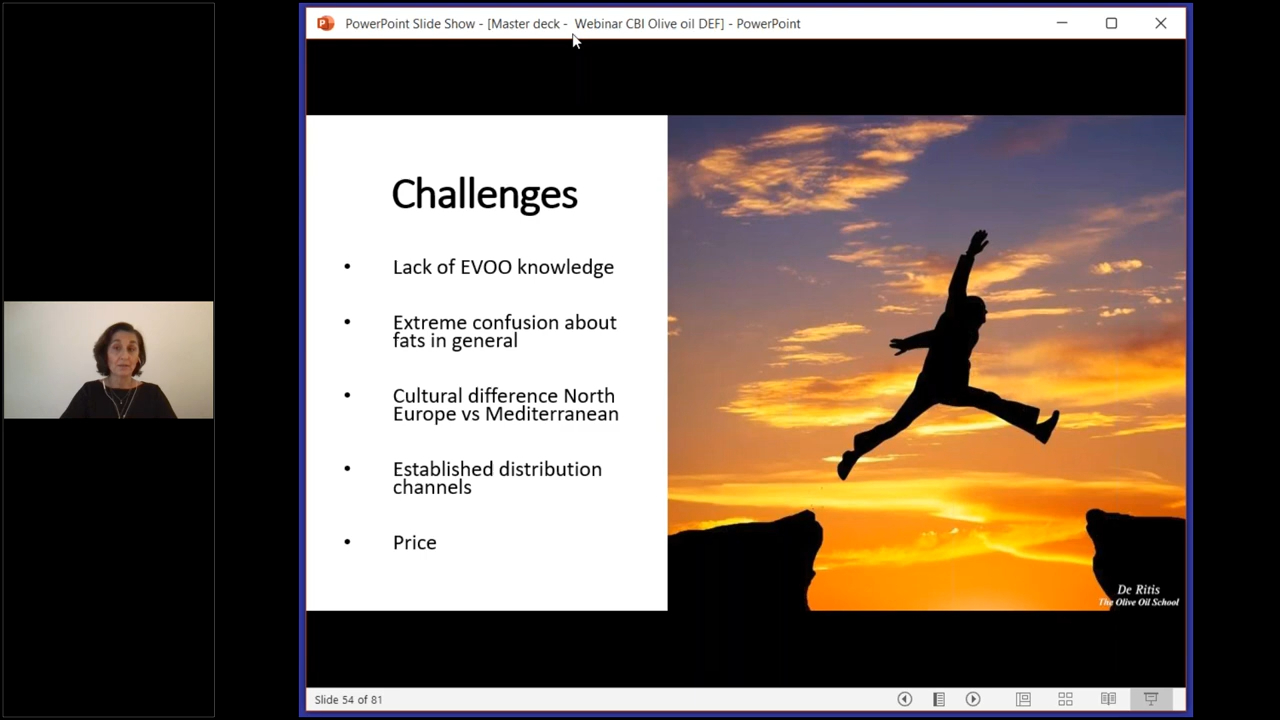 PowerPoint Slide Show - [Master deck - Webinar CBI Olive oil DEF] - PowerPoint
Challenges
• Lack of EVOO knowledge
• Extreme confusion about
fats in general
• Cultural difference North
Europe vs Mediterranean
• Established distribution
channels
• Price
De Ritis
The Olive Oil School
Slide 54 of 81